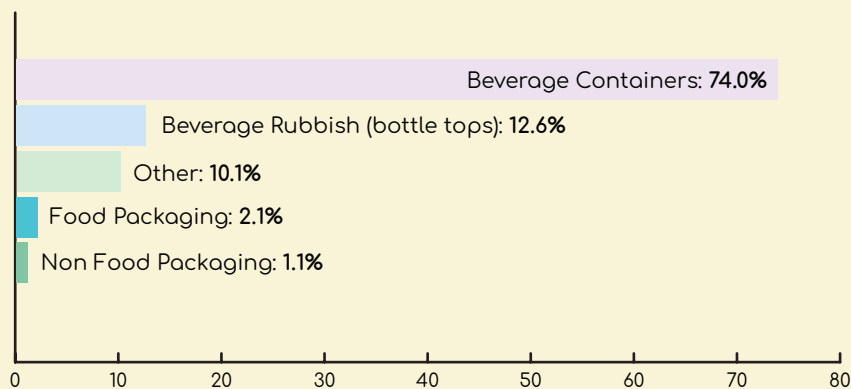 Beverage Containers: 74.0%
Beverage Rubbish (bottle tops): 12.6%
Other: 10.1%
Food Packaging: 2.1%
Non Food Packaging: 1.1%
0 10 20 30 40 50 60 70 80